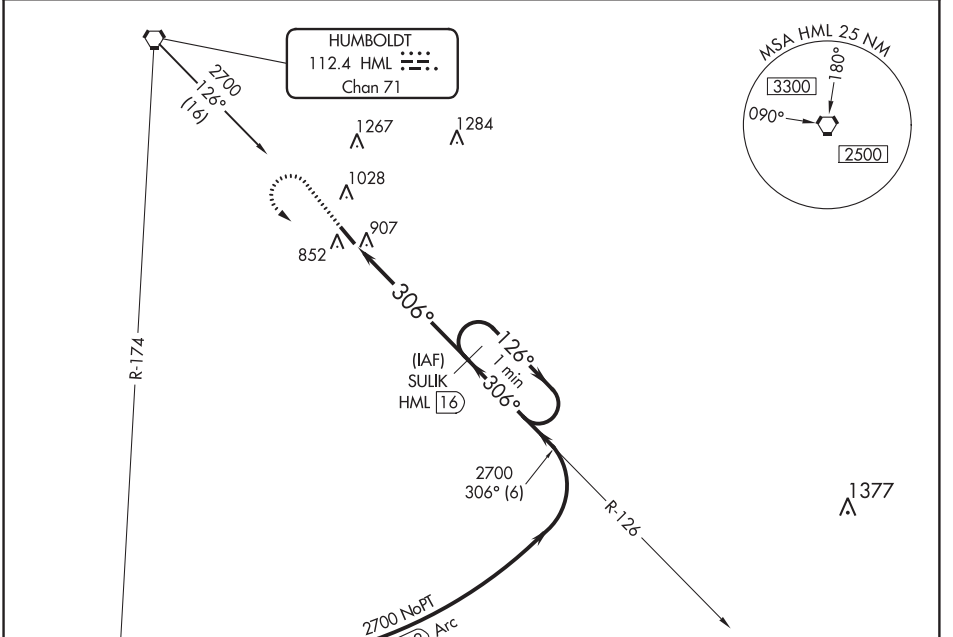 HUMBOLDT
112.4 HML
Chan 71
MSA HML 25 NM
180°
3300
090°
2500
2700
126°
(16)
1267
1284
1028
907
852
306°
R-174
(IAF)
SULIK
HML 16
126°
1 min
306°
2700
306° (6)
R-126
1377
2700 NoPT
Arc